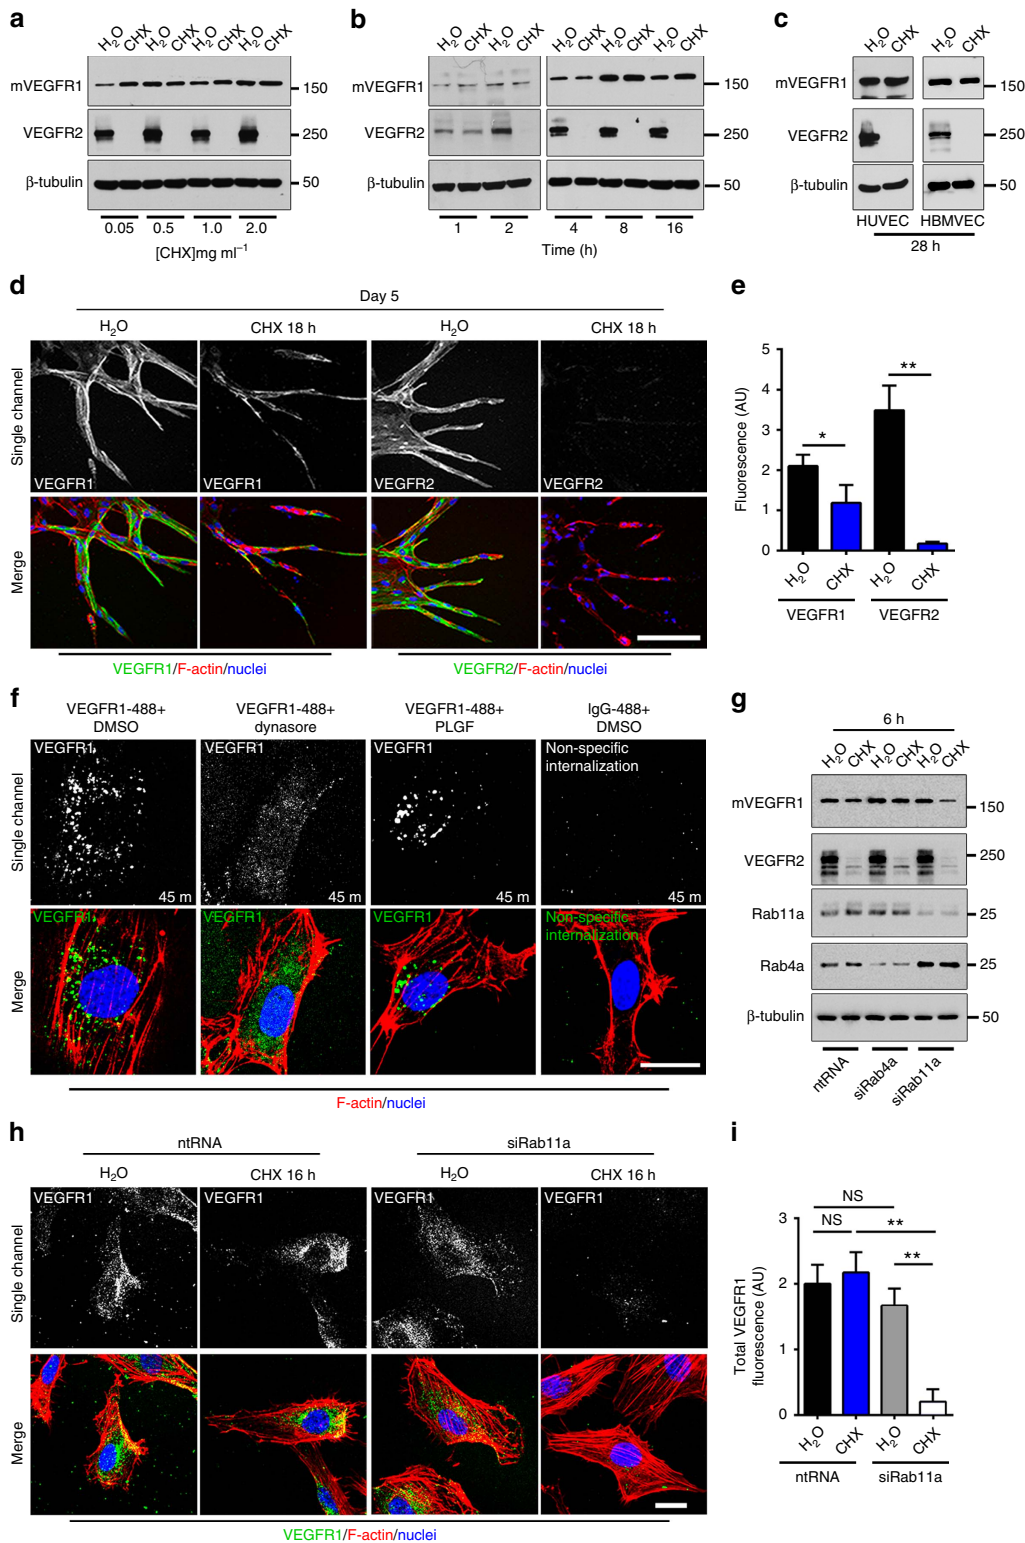 a
H2O CHX H2O CHX H2O CHX H2O CHX
mVEGFR1
150
VEGFR2
250
β-tubulin
50
0.05 0.5 1.0 2.0
[CHX]mg ml−1
b
H2O CHX H2O CHX H2O CHX H2O CHX H2O CHX
mVEGFR1
150
VEGFR2
250
β-tubulin
50
1 2 4 8 16
Time (h)
c
H2O CHX H2O CHX
mVEGFR1
150
VEGFR2
250
β-tubulin
50
HUVEC HBMVEC
28 h
d
Day 5
H2O CHX 18 h H2O CHX 18 h
Single channel
VEGFR1 VEGFR1 VEGFR2 VEGFR2
Merge
VEGFR1/F-actin/nuclei VEGFR2/F-actin/nuclei
e
Fluorescence (AU)
5
4
3
2
1
0
*
**
H2O CHX H2O CHX
VEGFR1 VEGFR2
f
VEGFR1-488+ DMSO
VEGFR1-488+ dynasore
VEGFR1-488+ PLGF
IgG-488+ DMSO
Single channel
VEGFR1 VEGFR1 VEGFR1 Non-specific internalization
45 m 45 m 45 m
Merge
VEGFR1 VEGFR1 VEGFR1 Non-specific internalization
F-actin/nuclei
g
6 h
H2O CHX H2O CHX H2O CHX
mVEGFR1
150
VEGFR2
250
Rab11a
25
Rab4a
25
β-tubulin
50
ntRNA siRab4a siRab11a
h
ntRNA siRab11a
H2O CHX 16 h H2O CHX 16 h
Single channel
VEGFR1 VEGFR1 VEGFR1 VEGFR1
Merge
VEGFR1/F-actin/nuclei
i
Total VEGFR1 fluorescence (AU)
3
2
1
0
NS
NS **
**
H2O CHX H2O CHX
ntRNA siRab11a